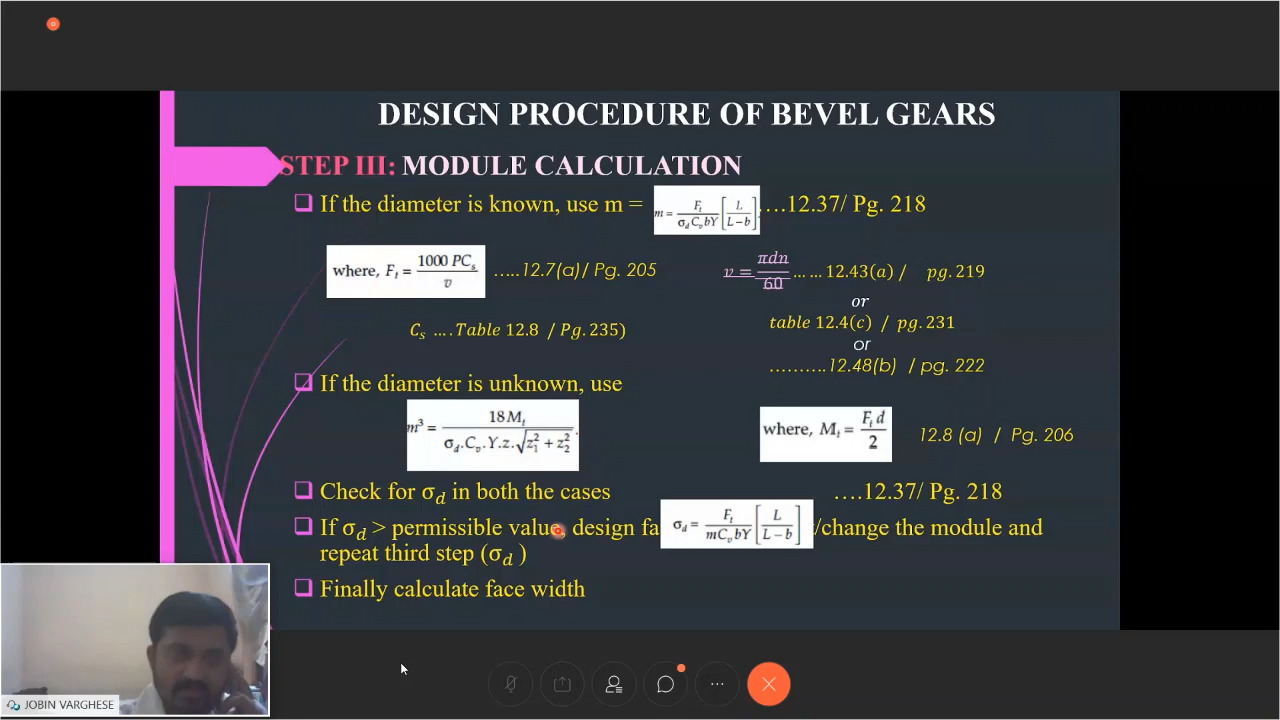 DESIGN PROCEDURE OF BEVEL GEARS
STEP III: MODULE CALCULATION
❑ If the diameter is known, use m = m = F_t / (σ_d C_v bY) [L / (L−b)] ….12.37/ Pg. 218
where, F_t = 1000 PC_s / v …..12.7(a)/ Pg. 205
v = πdn / 60 …… 12.43(a) / pg. 219
or
C_s ….Table 12.8 / Pg. 235)
table 12.4(c) / pg. 231
or
……….12.48(b) / pg. 222
❑ If the diameter is unknown, use
m³ = 18M_t / (σ_d.C_v.Y.z.√(z₁² + z₂²))
where, M_t = F_t d / 2 12.8 (a) / Pg. 206
❑ Check for σ_d in both the cases ….12.37/ Pg. 218
❑ If σ_d > permissible value, design fa σ_d = F_t / (mC_v bY) [L / (L−b)] /change the module and
repeat third step (σ_d )
❑ Finally calculate face width
JOBIN VARGHESE